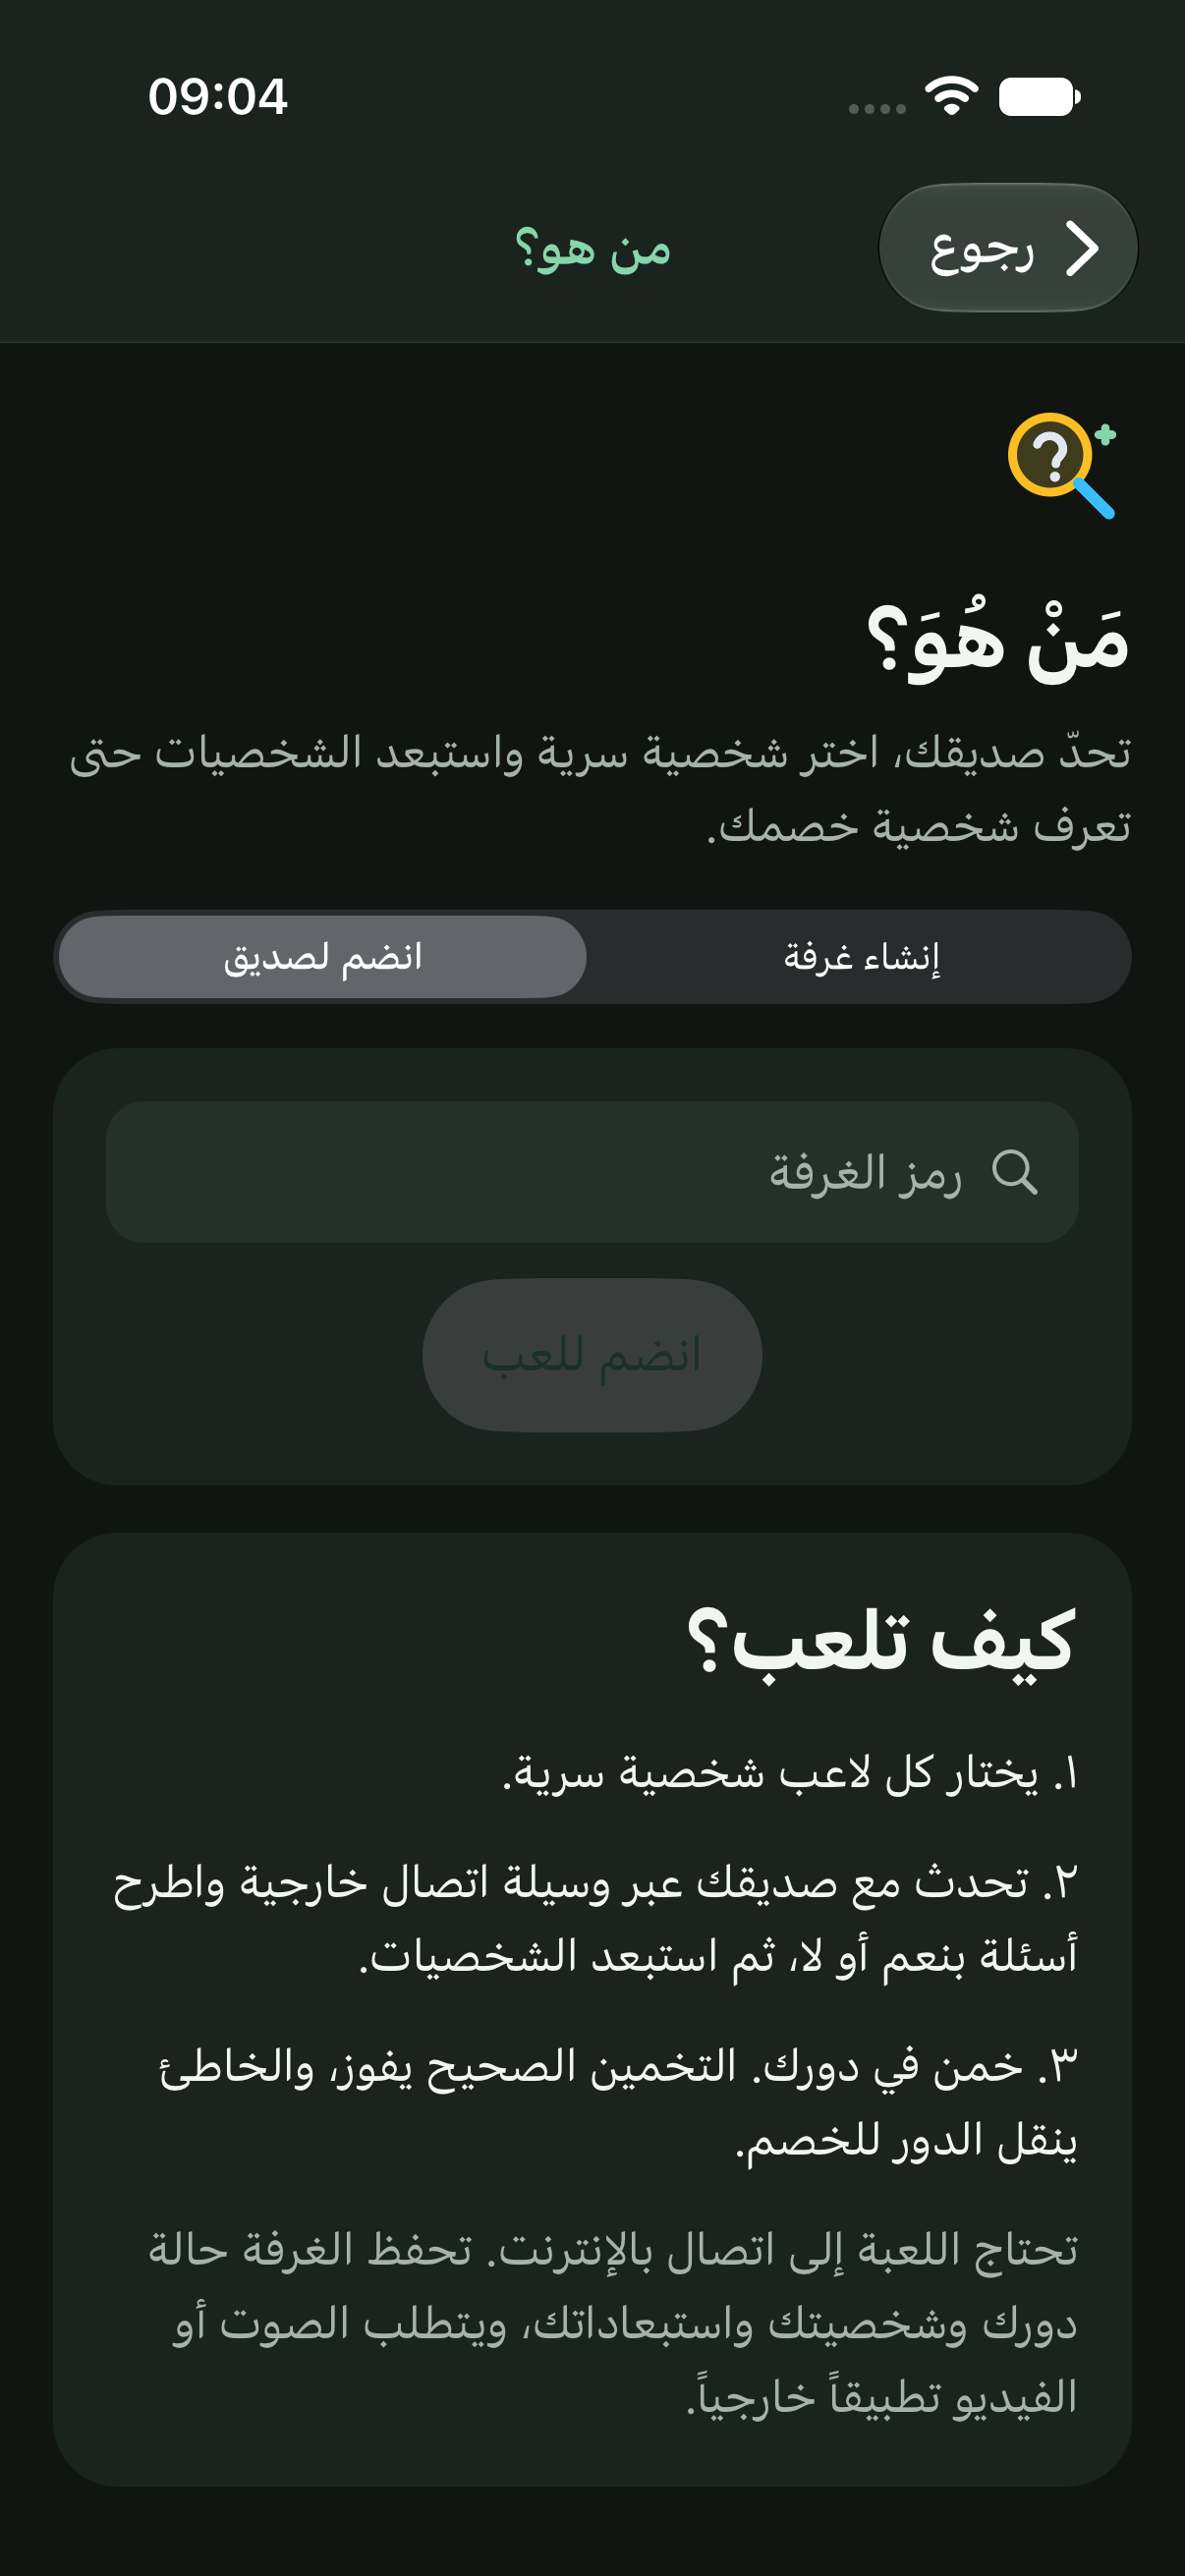 09:04
رجوع
من هو؟
مَنْ هُوَ؟
تحدّ صديقك، اختر شخصية سرية واستبعد الشخصيات حتى
تعرف شخصية خصمك.
إنشاء غرفة
انضم لصديق
رمز الغرفة
انضم للعب
كيف تلعب؟
١. يختار كل لاعب شخصية سرية.
٢. تحدث مع صديقك عبر وسيلة اتصال خارجية واطرح
أسئلة بنعم أو لا، ثم استبعد الشخصيات.
٣. خمن في دورك. التخمين الصحيح يفوز، والخاطئ
ينقل الدور للخصم.
تحتاج اللعبة إلى اتصال بالإنترنت. تحفظ الغرفة حالة
دورك وشخصيتك واستبعاداتك، ويتطلب الصوت أو
الفيديو تطبيقاً خارجياً.